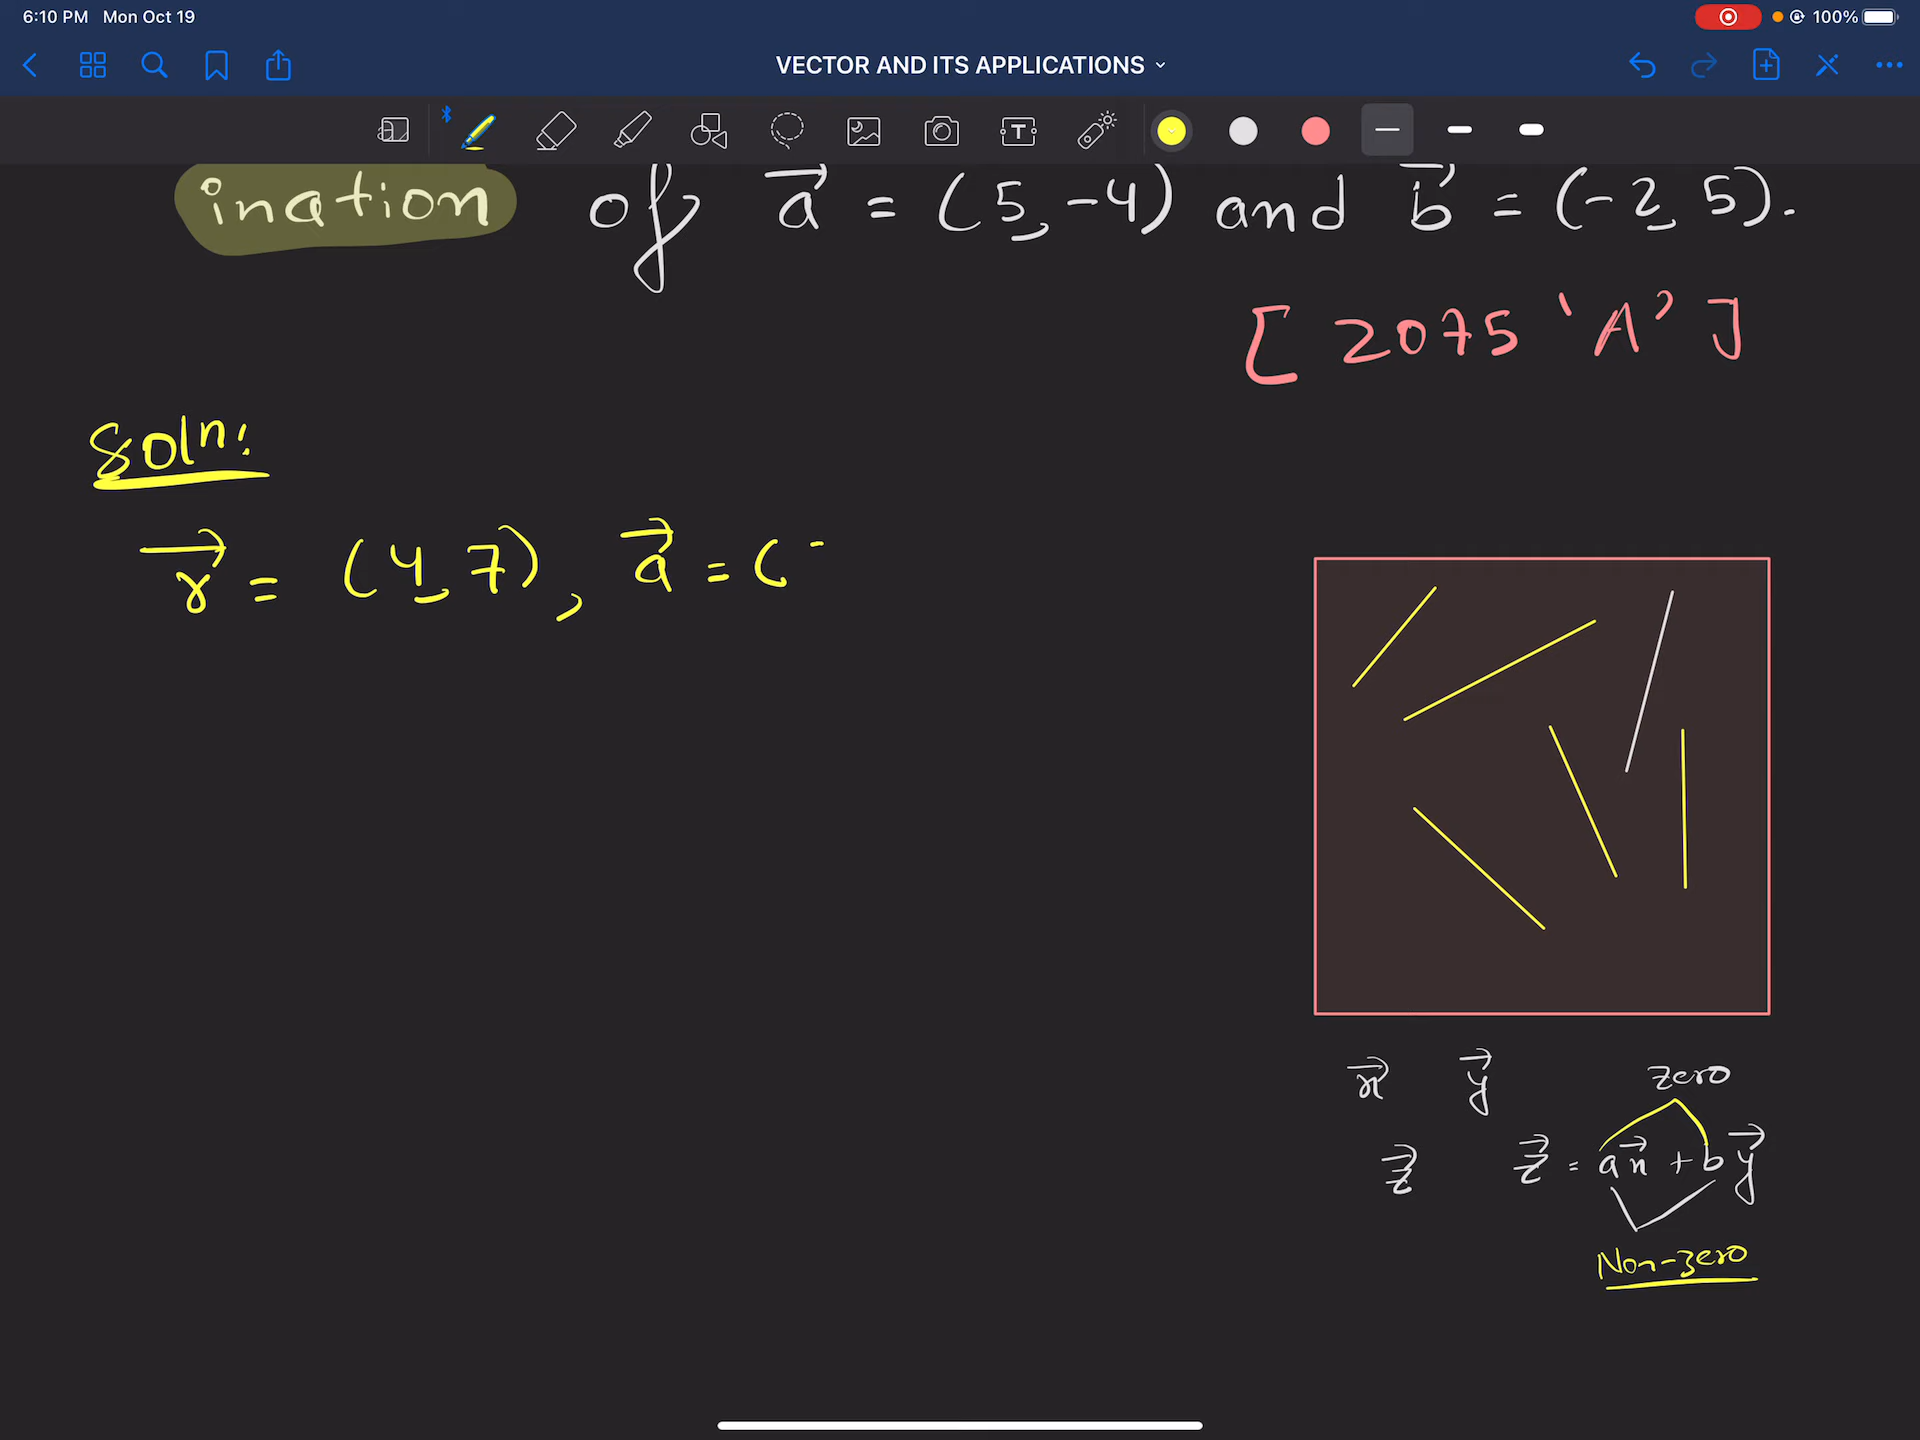 6:10 PM Mon Oct 19
100%
VECTOR AND ITS APPLICATIONS
ination of a⃗ = (5, -4) and b⃗ = (-2, 5).
[ 2075 'A' ]
Soln:
r⃗ = (4, 7), a⃗ = (
x⃗ y⃗ zero
z⃗ z⃗ = ax⃗ + by⃗
Non-zero